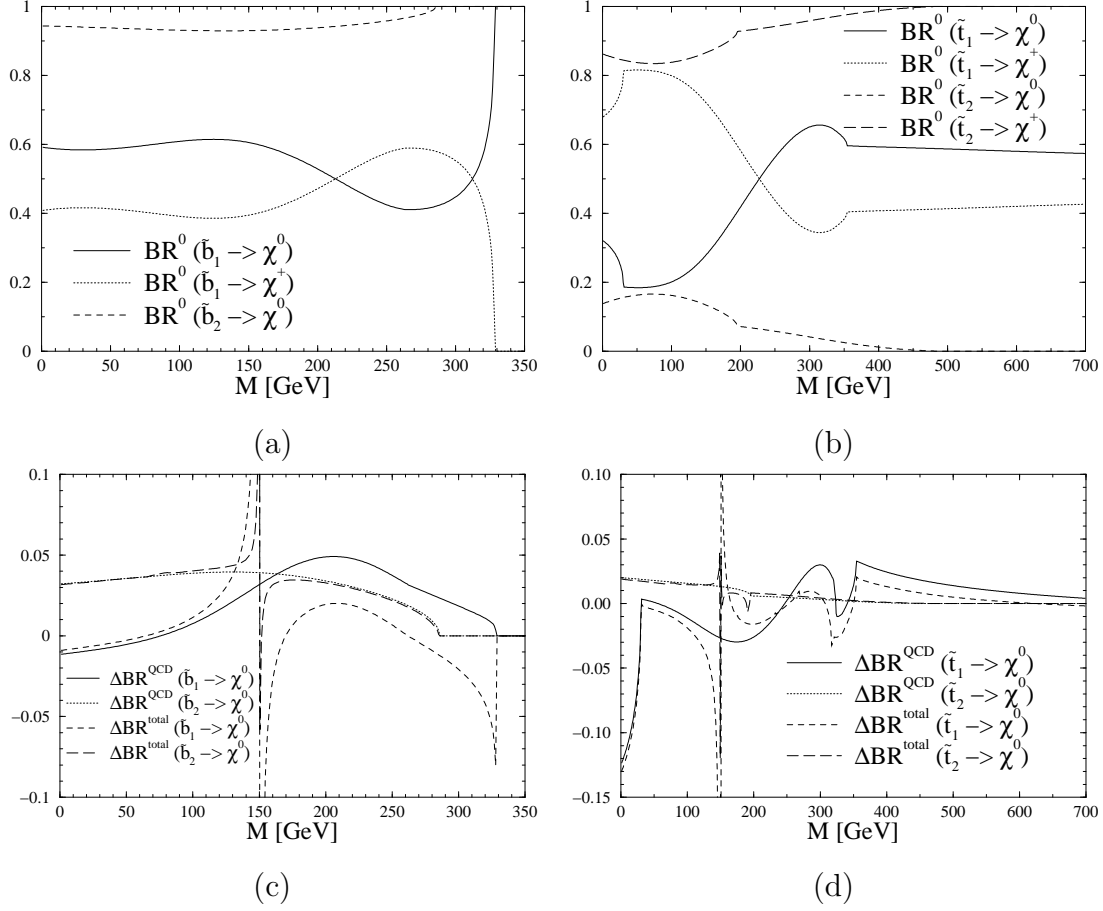 1
0.8
0.6
0.4
0.2
0
0 50 100 150 200 250 300 350
M [GeV]
BR⁰ (b̃₁ −> χ⁰)
BR⁰ (b̃₁ −> χ⁺)
BR⁰ (b̃₂ −> χ⁰)
(a)
1
0.8
0.6
0.4
0.2
0
0 100 200 300 400 500 600 700
M [GeV]
BR⁰ (t̃₁ −> χ⁰)
BR⁰ (t̃₁ −> χ⁺)
BR⁰ (t̃₂ −> χ⁰)
BR⁰ (t̃₂ −> χ⁺)
(b)
0.1
0.05
0
−0.05
−0.1
0 50 100 150 200 250 300 350
M [GeV]
ΔBR^QCD (b̃₁ −> χ⁰)
ΔBR^QCD (b̃₂ −> χ⁰)
ΔBR^total (b̃₁ −> χ⁰)
ΔBR^total (b̃₂ −> χ⁰)
(c)
0.10
0.05
0.00
−0.05
−0.10
−0.15
0 100 200 300 400 500 600 700
M [GeV]
ΔBR^QCD (t̃₁ −> χ⁰)
ΔBR^QCD (t̃₂ −> χ⁰)
ΔBR^total (t̃₁ −> χ⁰)
ΔBR^total (t̃₂ −> χ⁰)
(d)